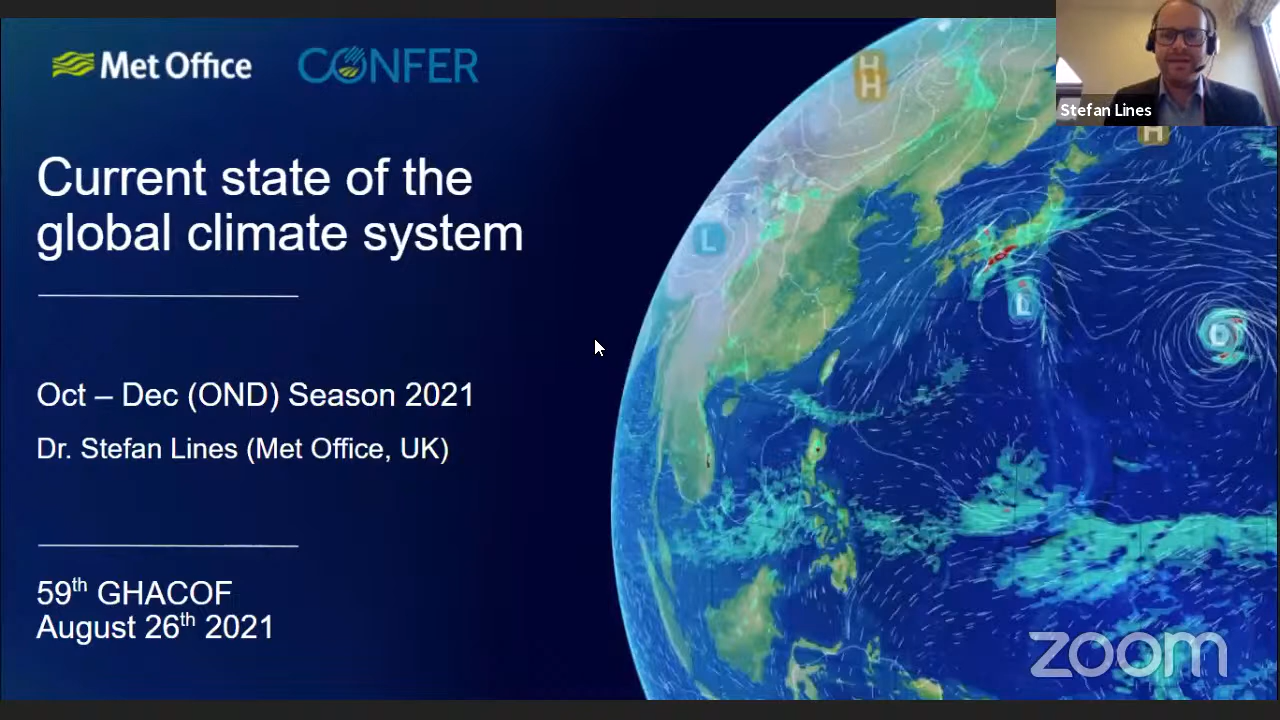 Met Office
CONFER
Stefan Lines
Current state of the
global climate system
Oct – Dec (OND) Season 2021
Dr. Stefan Lines (Met Office, UK)
59th GHACOF
August 26th 2021
H
H
H
L
L
L
zoom